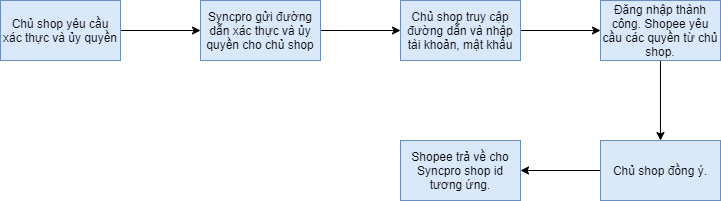 Chủ shop yêu cầu
xác thực và ủy quyền
Syncpro gửi đường
dẫn xác thực và ủy
quyền cho chủ shop
Chủ shop truy cập
đường dẫn và nhập
tài khoản, mật khẩu
Đăng nhập thành
công. Shopee yêu
cầu các quyền từ chủ
shop.
Chủ shop đồng ý.
Shopee trả về cho
Syncpro shop id
tương ứng.